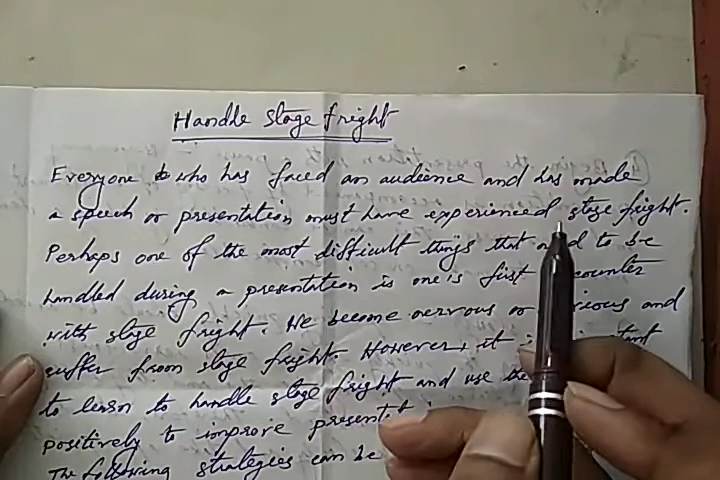 Handle stage fright
Everyone who has faced an audience and has made
a speech or presentation must have experienced stage fright.
Perhaps one of the most difficult things that to be
handled during a presentation is one's first
with stage fright. We become nervous or and
suffer from stage fright. However, it
to learn to handle stage fright and use the
positively to improve
The following strategies can be